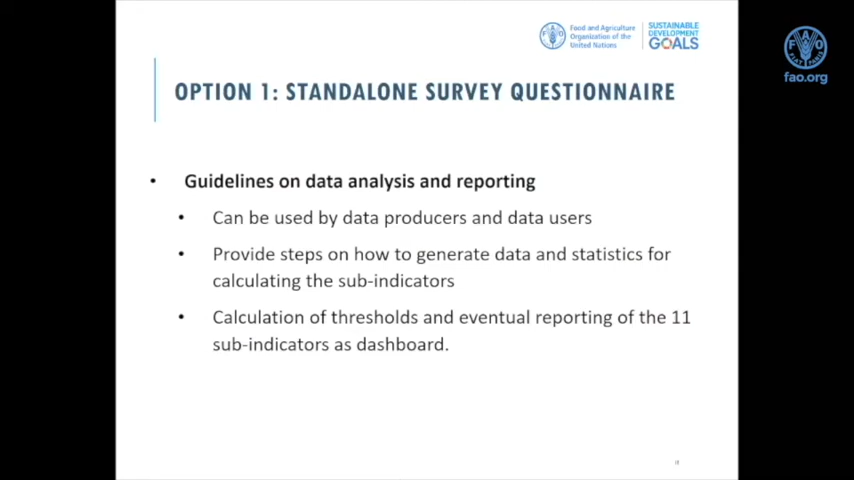 Food and Agriculture
Organization of the
United Nations
SUSTAINABLE
DEVELOPMENT
GOALS
FAO
FIAT PANIS
fao.org
OPTION 1: STANDALONE SURVEY QUESTIONNAIRE
• Guidelines on data analysis and reporting
• Can be used by data producers and data users
• Provide steps on how to generate data and statistics for
calculating the sub-indicators
• Calculation of thresholds and eventual reporting of the 11
sub-indicators as dashboard.